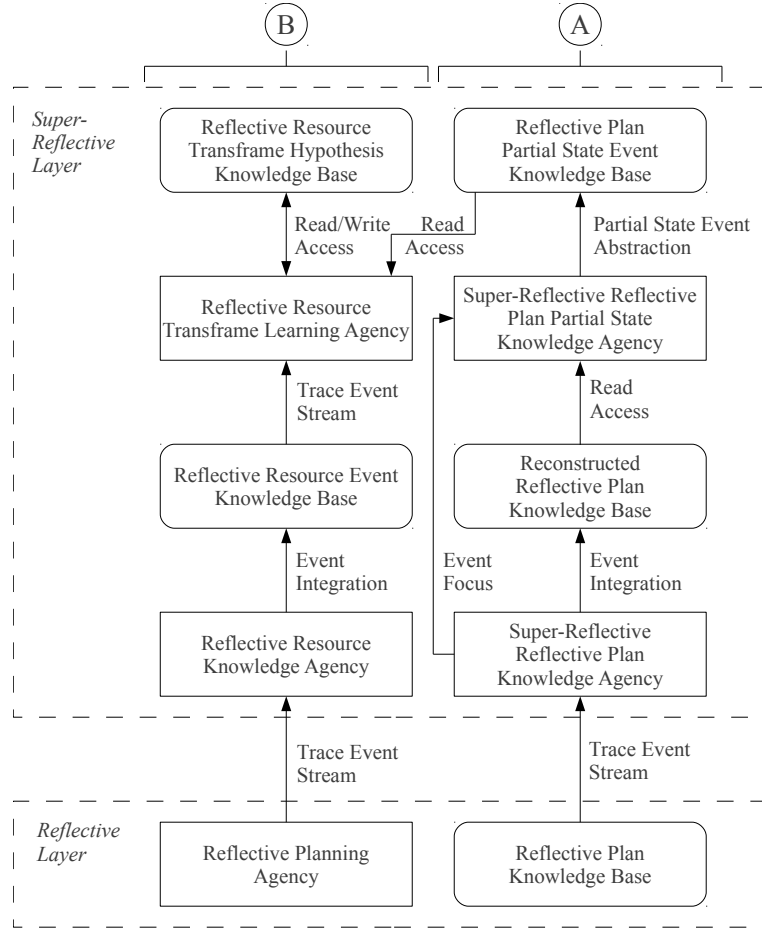 B
A
Super-
Reflective
Layer
Reflective Resource
Transframe Hypothesis
Knowledge Base
Reflective Plan
Partial State Event
Knowledge Base
Read/Write
Access
Read
Access
Partial State Event
Abstraction
Reflective Resource
Transframe Learning Agency
Super-Reflective Reflective
Plan Partial State
Knowledge Agency
Trace Event
Stream
Read
Access
Reflective Resource Event
Knowledge Base
Reconstructed
Reflective Plan
Knowledge Base
Event
Integration
Event
Focus
Event
Integration
Reflective Resource
Knowledge Agency
Super-Reflective
Reflective Plan
Knowledge Agency
Trace Event
Stream
Trace Event
Stream
Reflective
Layer
Reflective Planning
Agency
Reflective Plan
Knowledge Base